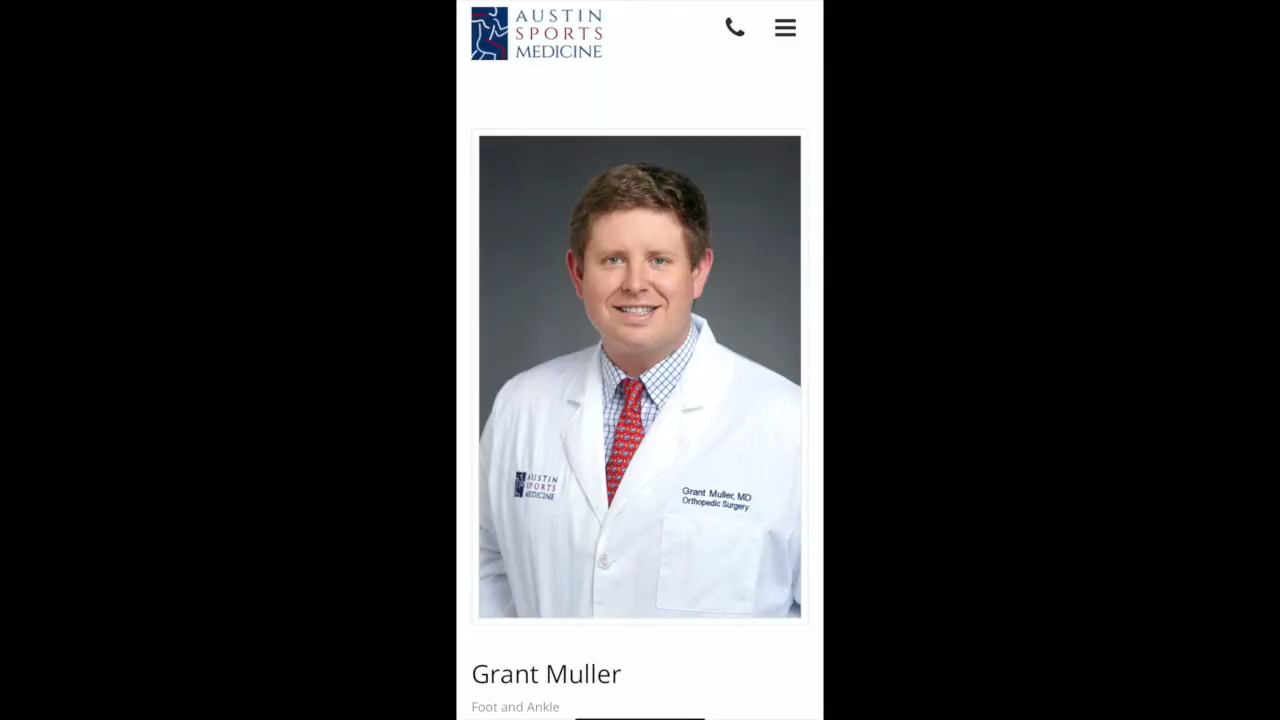 AUSTIN
SPORTS
MEDICINE
AUSTIN
SPORTS
MEDICINE
Grant Muller, MD
Orthopedic Surgery
Grant Muller
Foot and Ankle